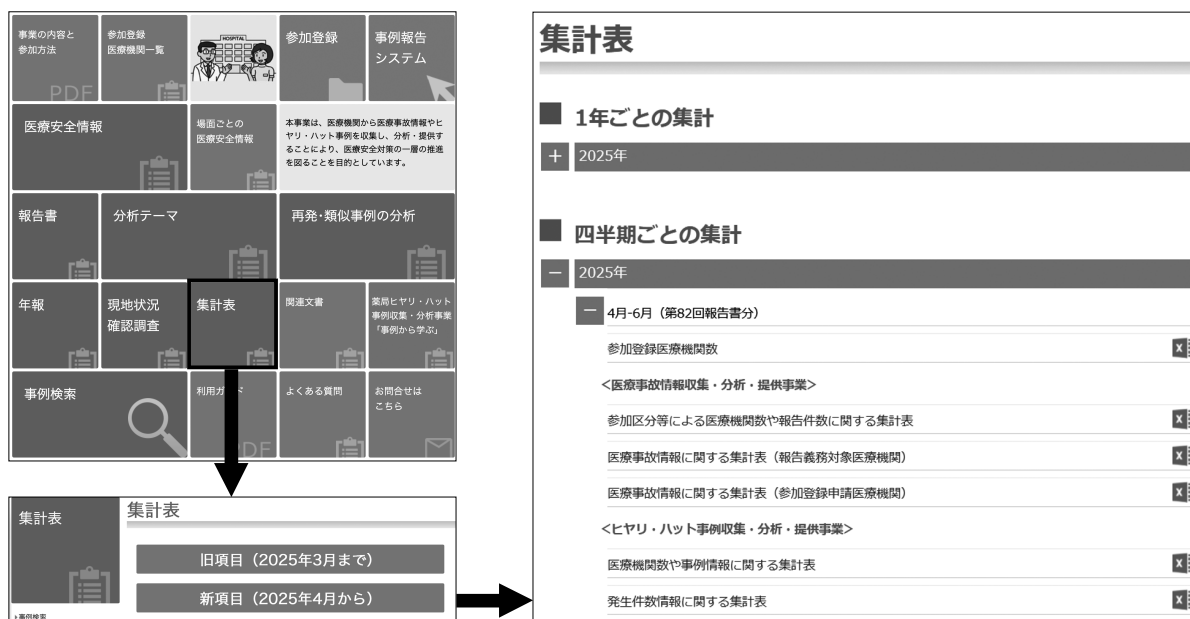 事業の内容と
参加方法
PDF
参加登録
医療機関一覧
HOSPITAL
参加登録
事例報告
システム
医療安全情報
場面ごとの
医療安全情報
本事業は、医療機関から医療事故情報やヒ
ヤリ・ハット事例を収集し、分析・提供す
ることにより、医療安全対策の一層の推進
を図ることを目的としています。
報告書
分析テーマ
再発・類似事例の分析
年報
現地状況
確認調査
集計表
関連文書
薬局ヒヤリ・ハット
事例収集・分析事業
「事例から学ぶ」
事例検索
利用ガ
ド
PDF
よくある質問
お問合せは
こちら
集計表
›事例検索
集計表
旧項目（2025年3月まで）
新項目（2025年4月から）
集計表
■ 1年ごとの集計
+ 2025年
■ 四半期ごとの集計
− 2025年
− 4月-6月（第82回報告書分）
参加登録医療機関数
<医療事故情報収集・分析・提供事業>
参加区分等による医療機関数や報告件数に関する集計表
医療事故情報に関する集計表（報告義務対象医療機関）
医療事故情報に関する集計表（参加登録申請医療機関）
<ヒヤリ・ハット事例収集・分析・提供事業>
医療機関数や事例情報に関する集計表
発生件数情報に関する集計表